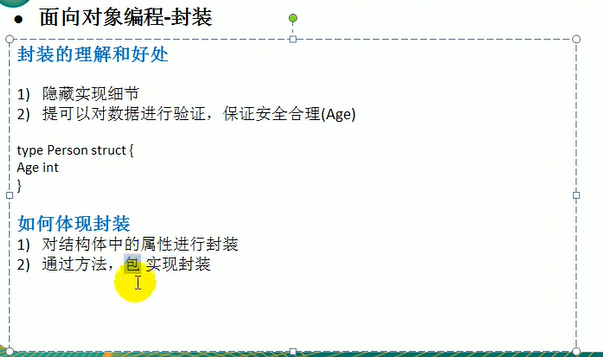 ● 面向对象编程-封装
封装的理解和好处
1) 隐藏实现细节
2) 提可以对数据进行验证，保证安全合理(Age)
type Person struct {
Age int
}
如何体现封装
1) 对结构体中的属性进行封装
2) 通过方法，包 实现封装